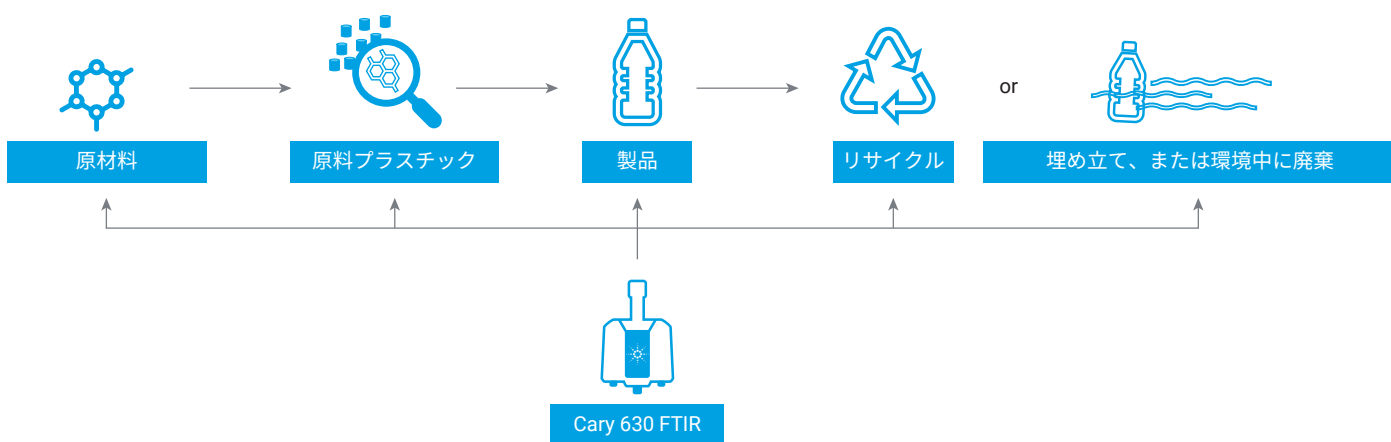 原材料
原料プラスチック
製品
リサイクル
or
埋め立て、または環境中に廃棄
Cary 630 FTIR